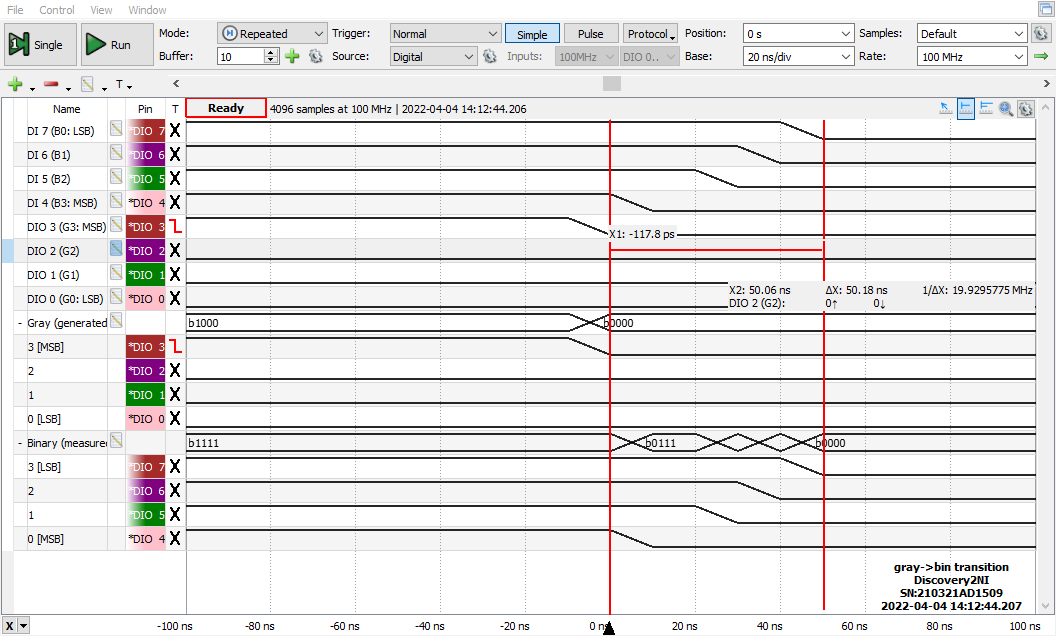 File Control View Window
Single Run Mode: Repeated Trigger: Normal Simple Pulse Protocol Position: 0 s Samples: Default
Buffer: 10 Source: Digital Inputs: 100MHz DIO 0.. Base: 20 ns/div Rate: 100 MHz
T
Name Pin T Ready 4096 samples at 100 MHz | 2022-04-04 14:12:44.206
DI 7 (B0: LSB) *DIO 7 X
DI 6 (B1) *DIO 6 X
DI 5 (B2) *DIO 5 X
DI 4 (B3: MSB) *DIO 4 X
DIO 3 (G3: MSB) *DIO 3
X1: -117.8 ps
DIO 2 (G2) *DIO 2 X
DIO 1 (G1) *DIO 1 X
X2: 50.06 ns ΔX: 50.18 ns 1/ΔX: 19.9295775 MHz
DIO 0 (G0: LSB) *DIO 0 X
DIO 2 (G2): 0↑ 0↓
- Gray (generated b1000 b0000
3 [MSB] *DIO 3
2 *DIO 2 X
1 *DIO 1 X
0 [LSB] *DIO 0 X
- Binary (measure b1111 b0111 b0000
3 [LSB] *DIO 7 X
2 *DIO 6 X
1 *DIO 5 X
0 [MSB] *DIO 4 X
gray->bin transition
Discovery2NI
SN:210321AD1509
2022-04-04 14:12:44.207
X -100 ns -80 ns -60 ns -40 ns -20 ns 0 ns 20 ns 40 ns 60 ns 80 ns 100 ns